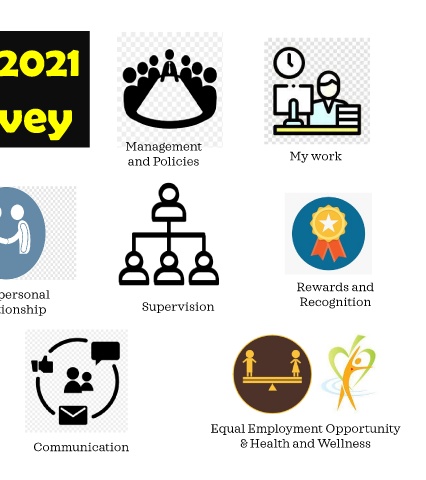 2021
vey
Management
and Policies
My work
personal
tionship
Supervision
Rewards and
Recognition
Communication
Equal Employment Opportunity
& Health and Wellness